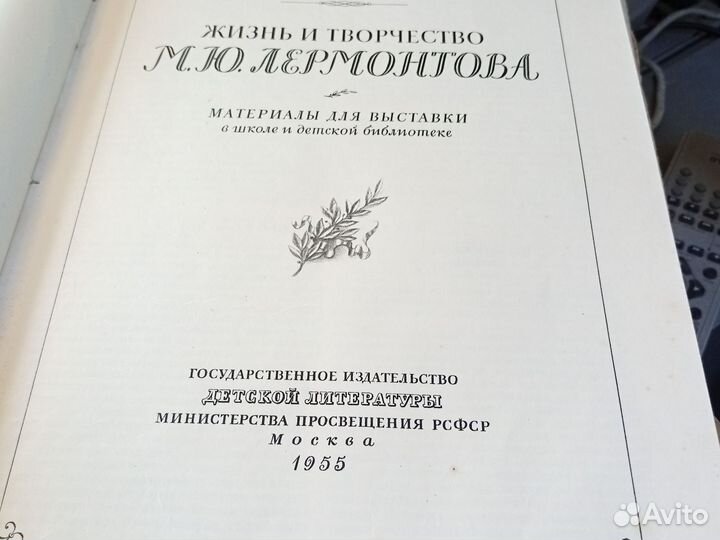 ЖИЗНЬ И ТВОРЧЕСТВО
М.Ю.ЛЕРМОНТОВА
МАТЕРИАЛЫ ДЛЯ ВЫСТАВКИ
в школе и детской библиотеке
ГОСУДАРСТВЕННОЕ ИЗДАТЕЛЬСТВО
ДЕТСКОЙ ЛИТЕРАТУРЫ
МИНИСТЕРСТВА ПРОСВЕЩЕНИЯ РСФСР
Москва
1955
Avito